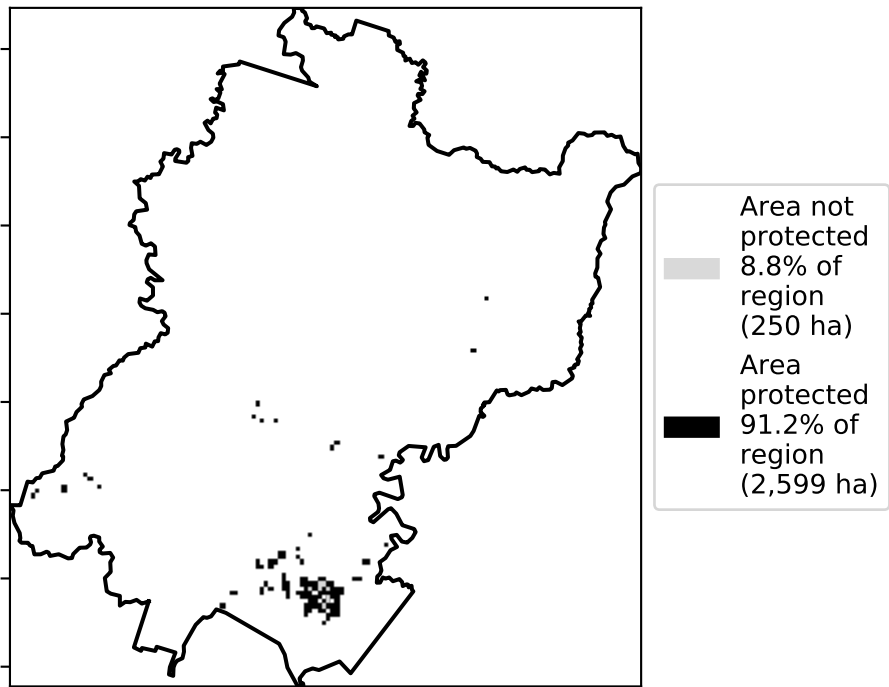 Area not
protected
8.8% of
region
(250 ha)
Area
protected
91.2% of
region
(2,599 ha)